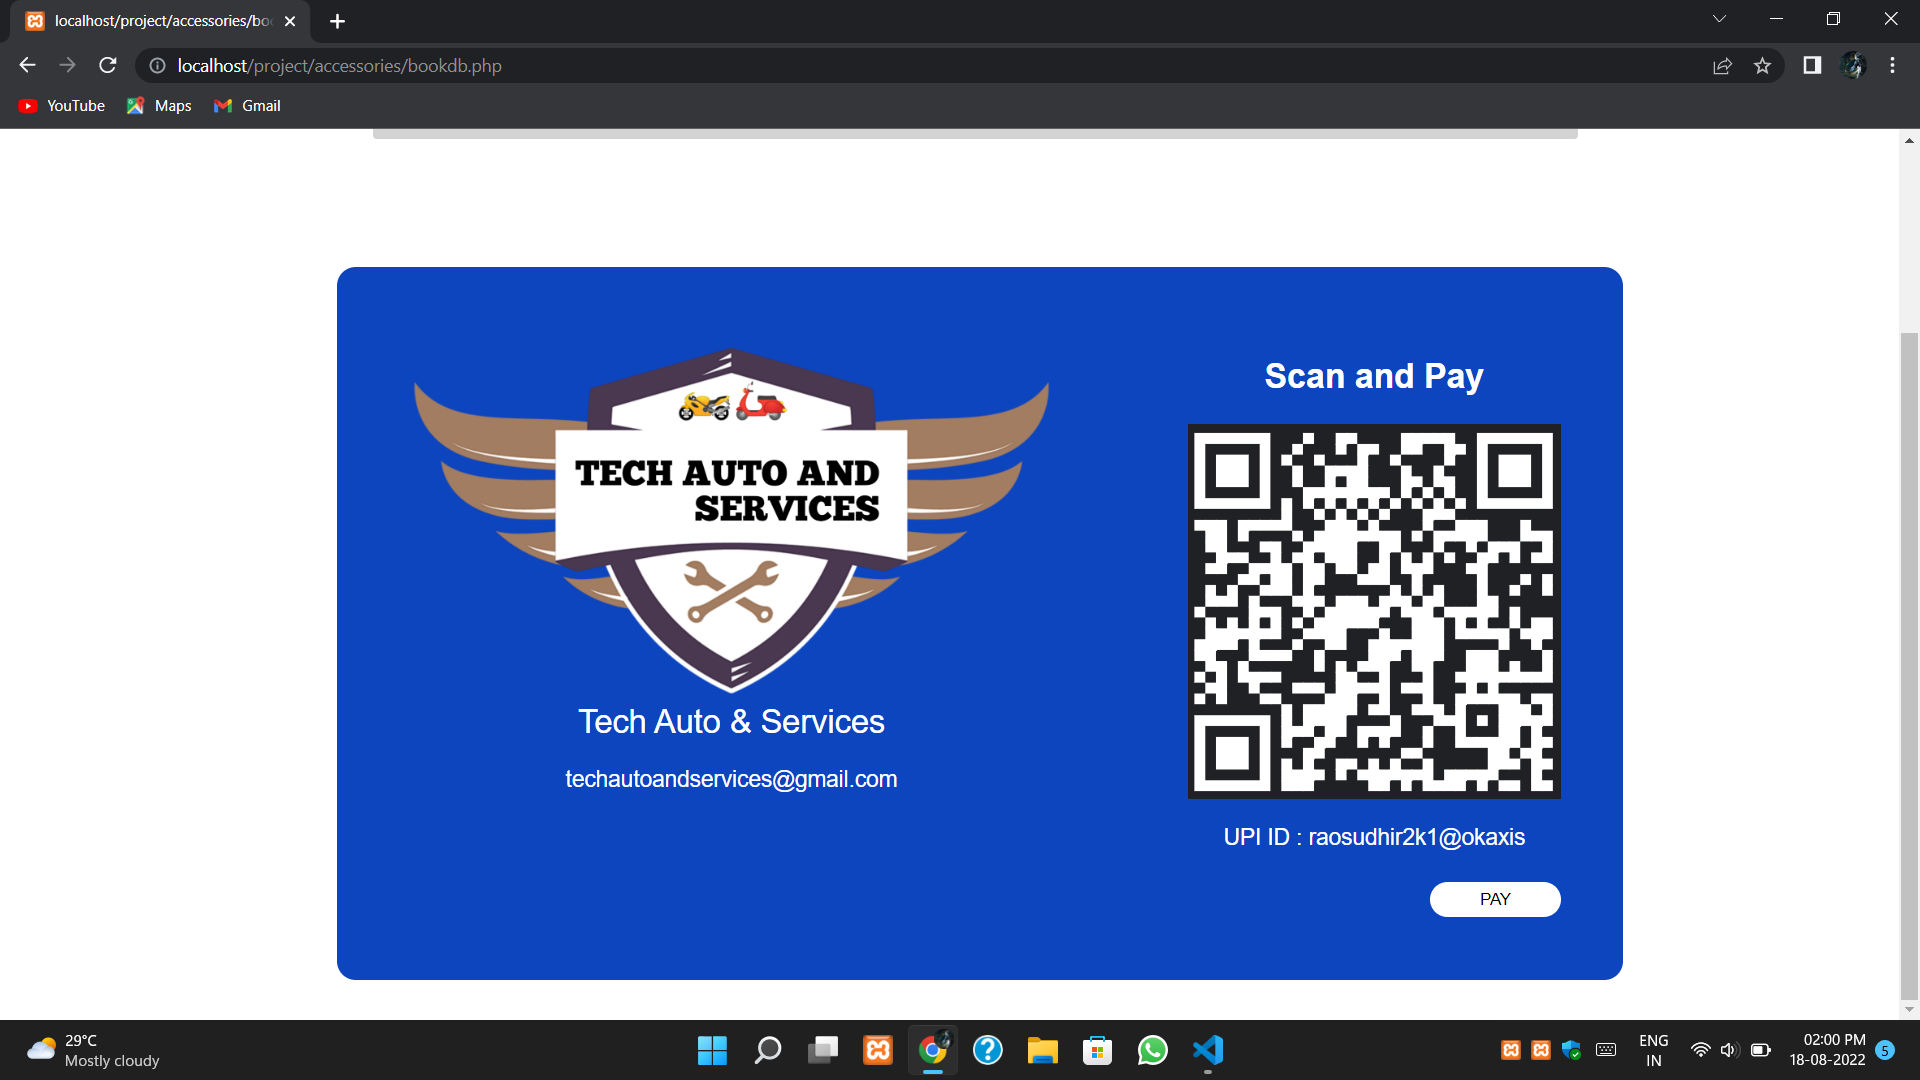 localhost/project/accessories/boo
localhost/project/accessories/bookdb.php
YouTube
Maps
Gmail
TECH AUTO AND
SERVICES
Tech Auto & Services
techautoandservices@gmail.com
Scan and Pay
UPI ID : raosudhir2k1@okaxis
PAY
29°C
Mostly cloudy
ENG
IN
02:00 PM
18-08-2022
5